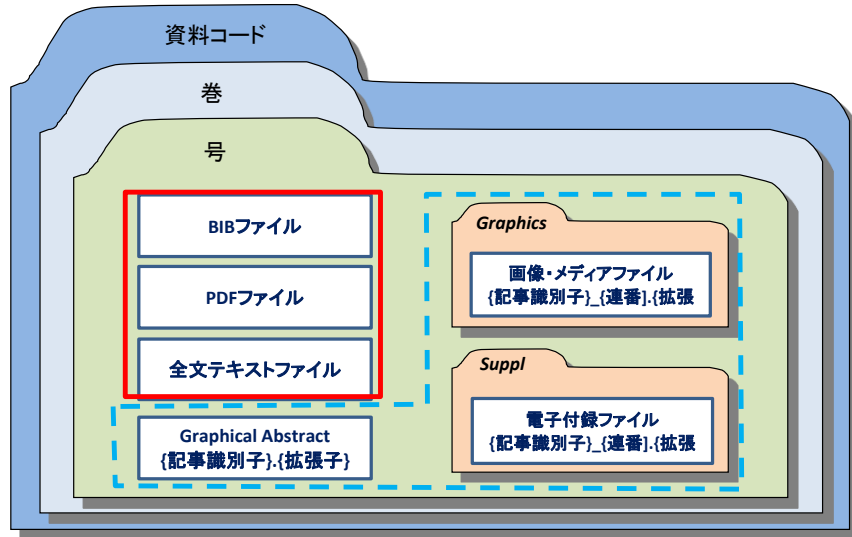 資料コード
巻
号
BIBファイル
PDFファイル
全文テキストファイル
Graphical Abstract
{記事識別子}.{拡張子}
Graphics
画像・メディアファイル
{記事識別子}_{連番].{拡張
Suppl
電子付録ファイル
{記事識別子}_{連番].{拡張